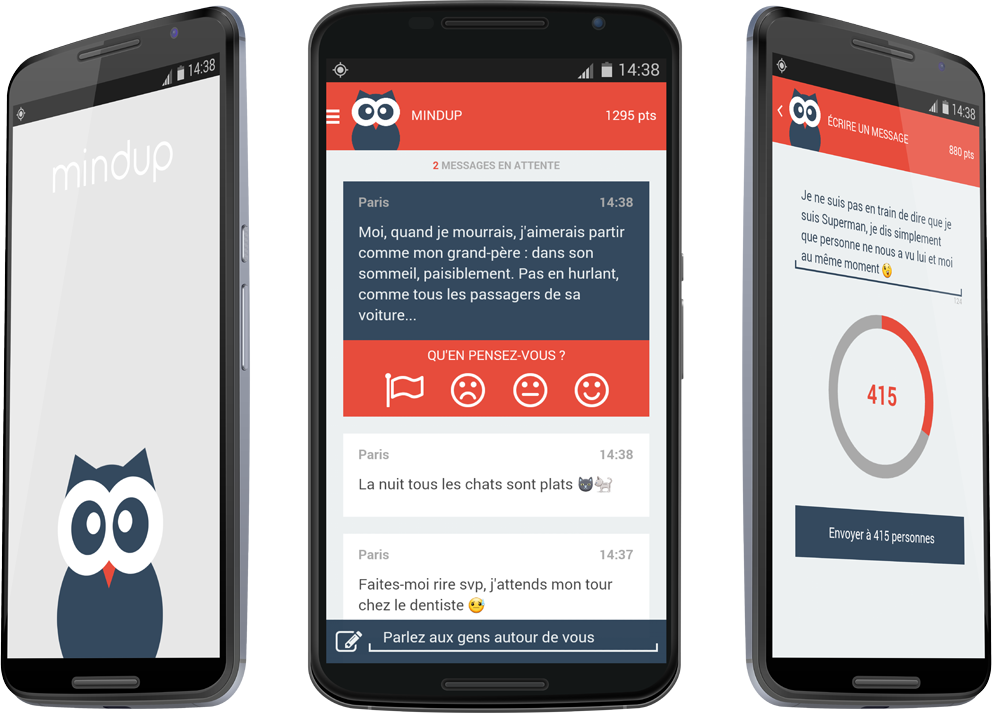 14:38
mindup
14:38
MINDUP
1295 pts
2 MESSAGES EN ATTENTE
Paris
14:38
Moi, quand je mourrais, j'aimerais partir
comme mon grand-père : dans son
sommeil, paisiblement. Pas en hurlant,
comme tous les passagers de sa
voiture...
QU'EN PENSEZ-VOUS ?
Paris
14:38
La nuit tous les chats sont plats 
Paris
14:37
Faites-moi rire svp, j'attends mon tour
chez le dentiste 
Parlez aux gens autour de vous
14:38
ÉCRIRE UN MESSAGE
880 pts
Je ne suis pas en train de dire que je
suis Superman, je dis simplement
que personne ne nous a vu lui et moi
au même moment 
124
415
Envoyer à 415 personnes